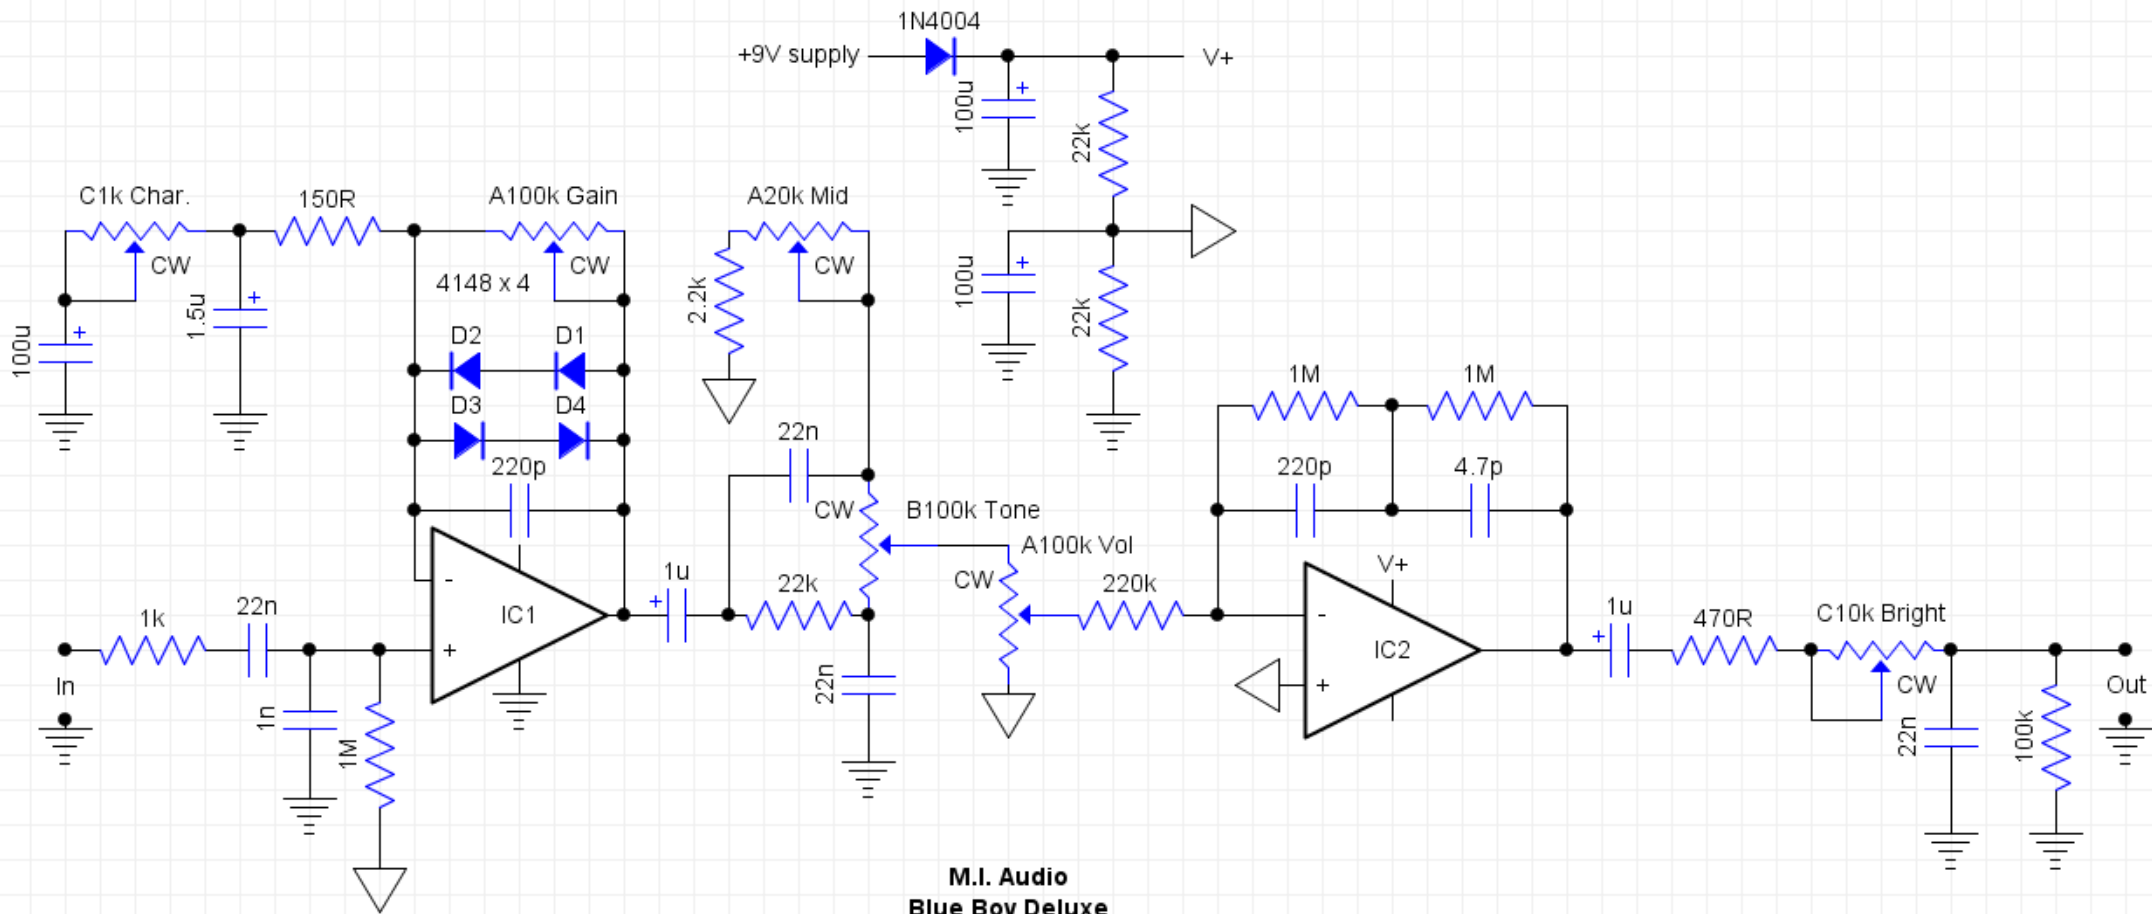 1N4004
+9V supply
V+
100u
22k
C1k Char.
150R
A100k Gain
A20k Mid
CW
CW
CW
4148 x 4
2.2k
100u
22k
1.5u
100u
D2
D1
D3
D4
220p
22n
1M
1M
220p
4.7p
CW
B100k Tone
A100k Vol
V+
-
IC1
+
1u
22k
CW
220k
-
IC2
+
1u
470R
C10k Bright
1k
22n
In
1n
1M
22n
CW
22n
100k
Out
M.I. Audio
Blue Boy Deluxe
+
+
+
+
+
+